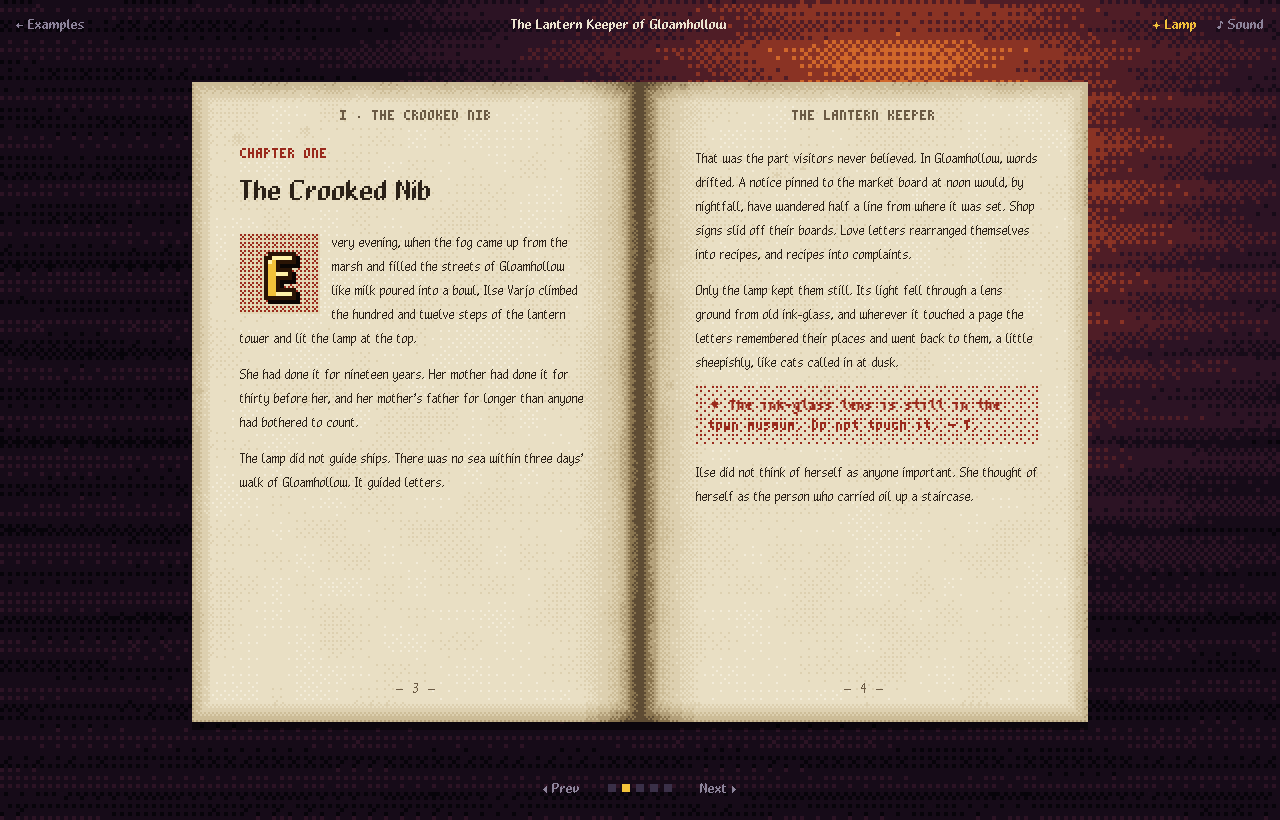 ← Examples
The Lantern Keeper of Gloamhollow
+ Lamp
♪ Sound
I · THE CROOKED NIB
CHAPTER ONE
The Crooked Nib
Every evening, when the fog came up from the
marsh and filled the streets of Gloamhollow
like milk poured into a bowl, Ilse Varjo climbed
the hundred and twelve steps of the lantern
tower and lit the lamp at the top.
She had done it for nineteen years. Her mother had done it for
thirty before her, and her mother's father for longer than anyone
had bothered to count.
The lamp did not guide ships. There was no sea within three days'
walk of Gloamhollow. It guided letters.
— 3 —
THE LANTERN KEEPER
That was the part visitors never believed. In Gloamhollow, words
drifted. A notice pinned to the market board at noon would, by
nightfall, have wandered half a line from where it was set. Shop
signs slid off their boards. Love letters rearranged themselves
into recipes, and recipes into complaints.
Only the lamp kept them still. Its light fell through a lens
ground from old ink-glass, and wherever it touched a page the
letters remembered their places and went back to them, a little
sheepishly, like cats called in at dusk.
* The ink-glass lens is still in the
town museum. Do not touch it. — T.
Ilse did not think of herself as anyone important. She thought of
herself as the person who carried oil up a staircase.
— 4 —
Prev
Next